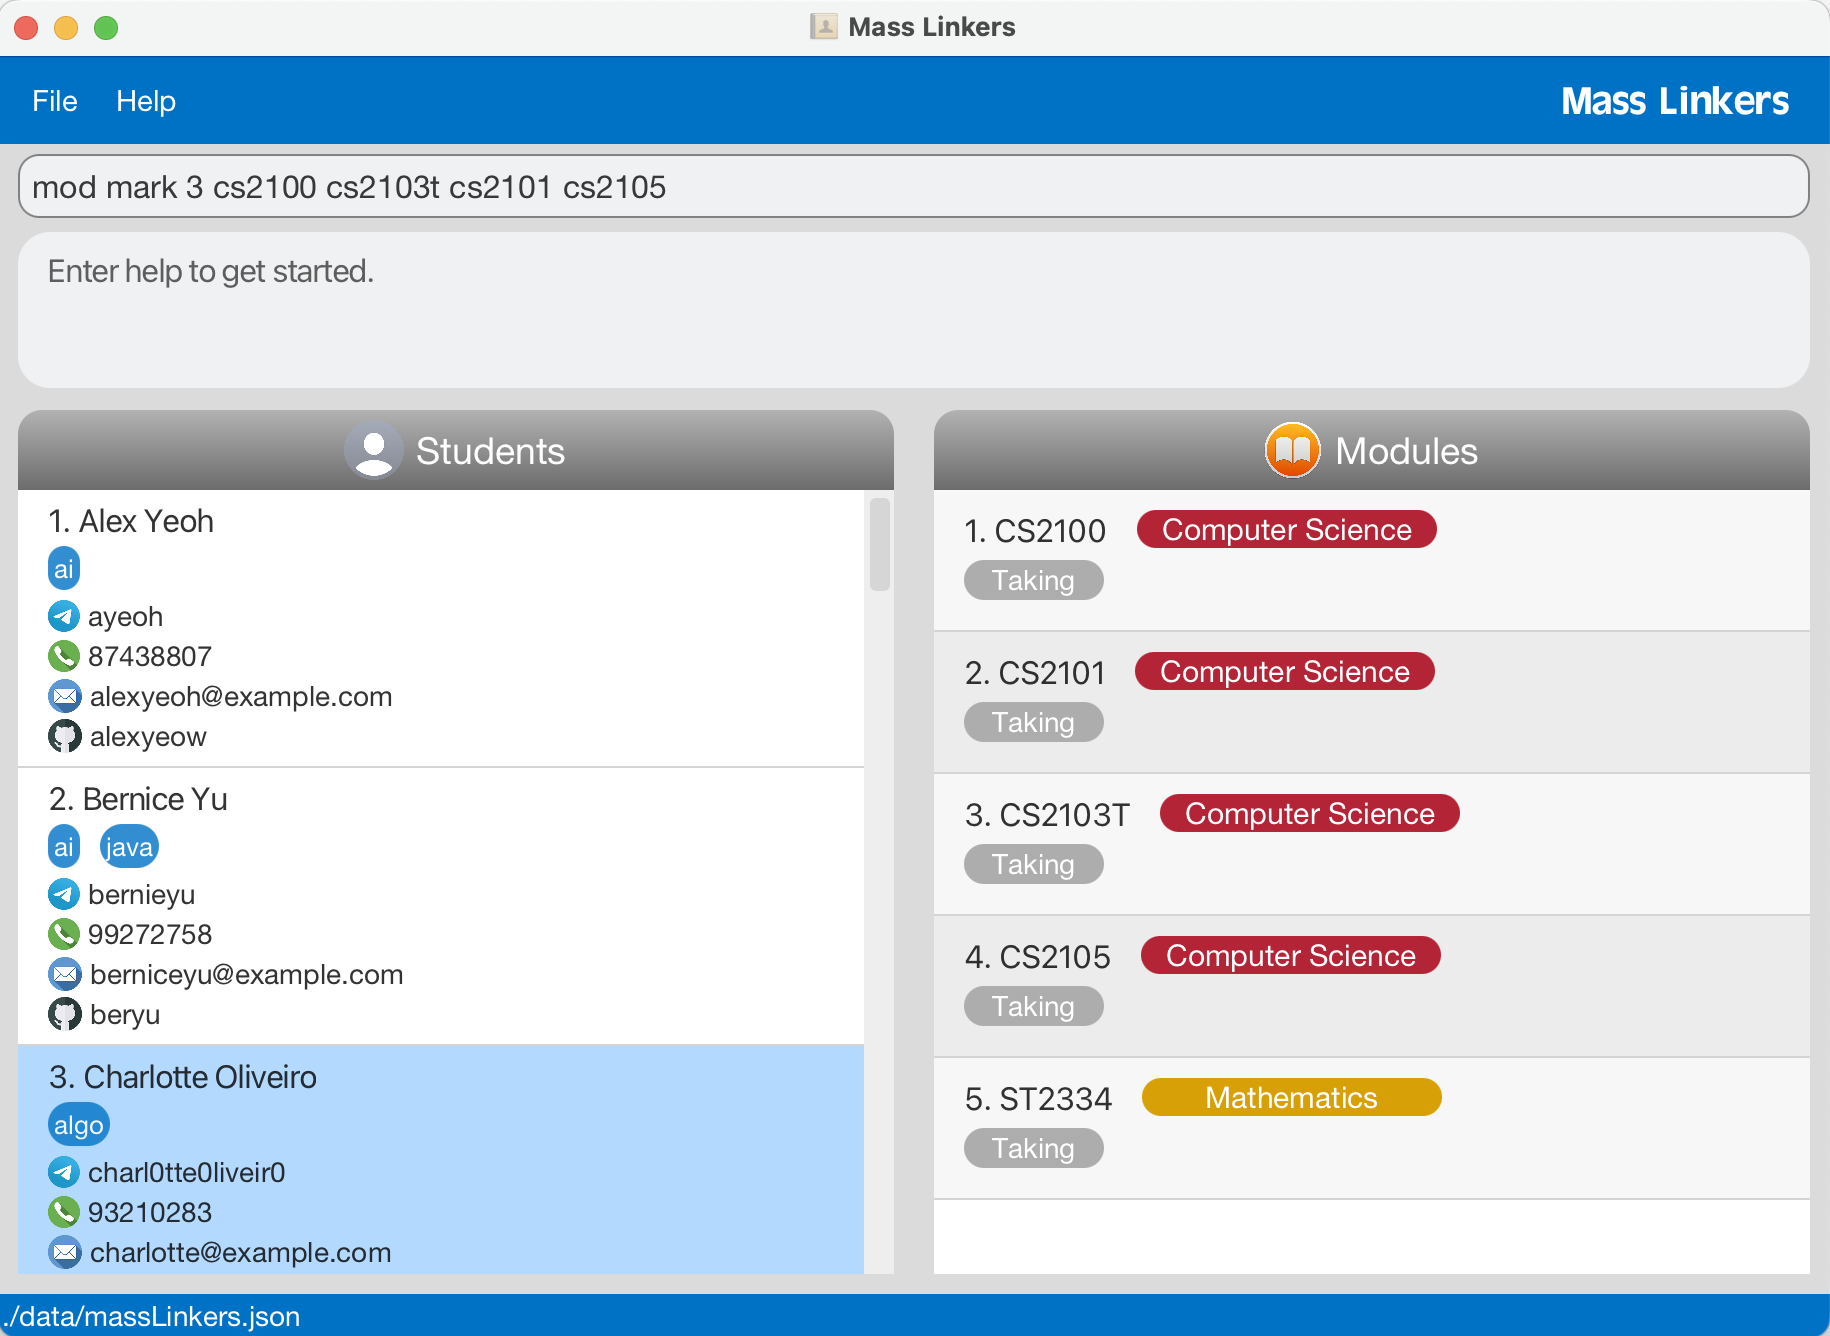 Mass Linkers
File Help Mass Linkers
mod mark 3 cs2100 cs2103t cs2101 cs2105
Enter help to get started.
Students
1. Alex Yeoh
ai
ayeoh
87438807
alexyeoh@example.com
alexyeow
2. Bernice Yu
ai java
bernieyu
99272758
berniceyu@example.com
beryu
3. Charlotte Oliveiro
algo
charl0tte0liveir0
93210283
charlotte@example.com
Modules
1. CS2100 Computer Science
Taking
2. CS2101 Computer Science
Taking
3. CS2103T Computer Science
Taking
4. CS2105 Computer Science
Taking
5. ST2334 Mathematics
Taking
./data/massLinkers.json